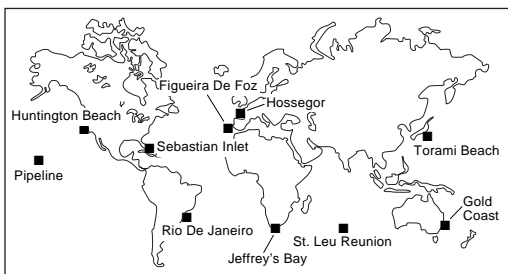 Figueira De Foz
Hossegor
Huntington Beach
Sebastian Inlet
Torami Beach
Pipeline
Gold
Coast
Rio De Janeiro
St. Leu Reunion
Jeffrey's Bay